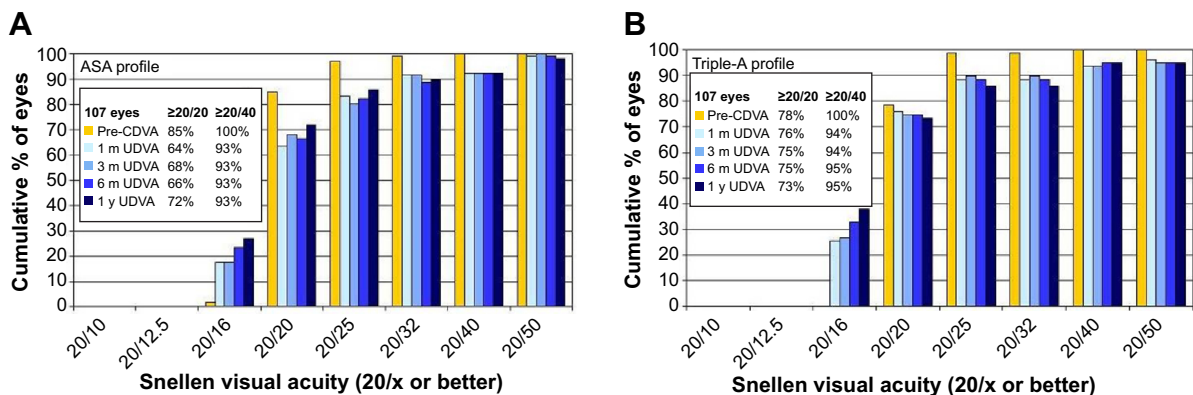 A
ASA profile
107 eyes ≥20/20 ≥20/40
Pre-CDVA 85% 100%
1 m UDVA 64% 93%
3 m UDVA 68% 93%
6 m UDVA 66% 93%
1 y UDVA 72% 93%
Cumulative % of eyes
100
90
80
70
60
50
40
30
20
10
0
20/10
20/12.5
20/16
20/20
20/25
20/32
20/40
20/50
Snellen visual acuity (20/x or better)
B
Triple-A profile
107 eyes ≥20/20 ≥20/40
Pre-CDVA 78% 100%
1 m UDVA 76% 94%
3 m UDVA 75% 94%
6 m UDVA 75% 95%
1 y UDVA 73% 95%
Cumulative % of eyes
100
90
80
70
60
50
40
30
20
10
0
20/10
20/12.5
20/16
20/20
20/25
20/32
20/40
20/50
Snellen visual acuity (20/x or better)